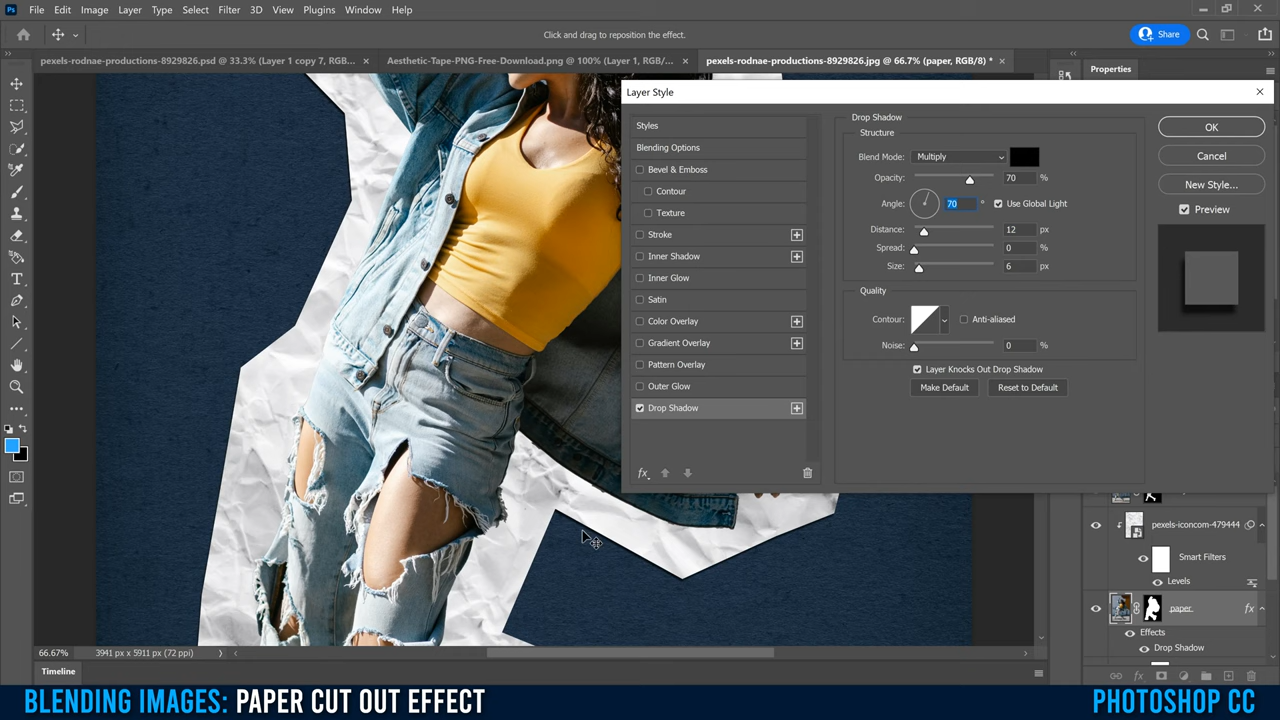 Ps File Edit Image Layer Type Select Filter 3D View Plugins Window Help
Click and drag to reposition the effect.
Share
pexels-rodnae-productions-8929826.psd @ 33.3% (Layer 1 copy 7, RGB...
Aesthetic-Tape-PNG-Free-Download.png @ 100% (Layer 1, RGB/...
pexels-rodnae-productions-8929826.jpg @ 66.7% (paper, RGB/8) *
Properties
Layer Style
Styles
Blending Options
Bevel & Emboss
Contour
Texture
Stroke
Inner Shadow
Inner Glow
Satin
Color Overlay
Gradient Overlay
Pattern Overlay
Outer Glow
Drop Shadow
fx
Drop Shadow
Structure
Blend Mode: Multiply
Opacity: 70 %
Angle: 70 ° Use Global Light
Distance: 12 px
Spread: 0 %
Size: 6 px
Quality
Contour: Anti-aliased
Noise: 0 %
Layer Knocks Out Drop Shadow
Make Default Reset to Default
OK
Cancel
New Style...
Preview
pexels-iconcom-479444
Smart Filters
Levels
paper fx
Effects
Drop Shadow
fx
66.67% 3941 px x 5911 px (72 ppi)
Timeline
BLENDING IMAGES: PAPER CUT OUT EFFECT
PHOTOSHOP CC